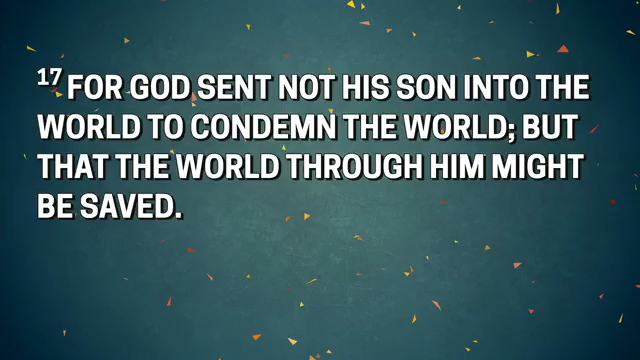 17 FOR GOD SENT NOT HIS SON INTO THE
WORLD TO CONDEMN THE WORLD; BUT
THAT THE WORLD THROUGH HIM MIGHT
BE SAVED.